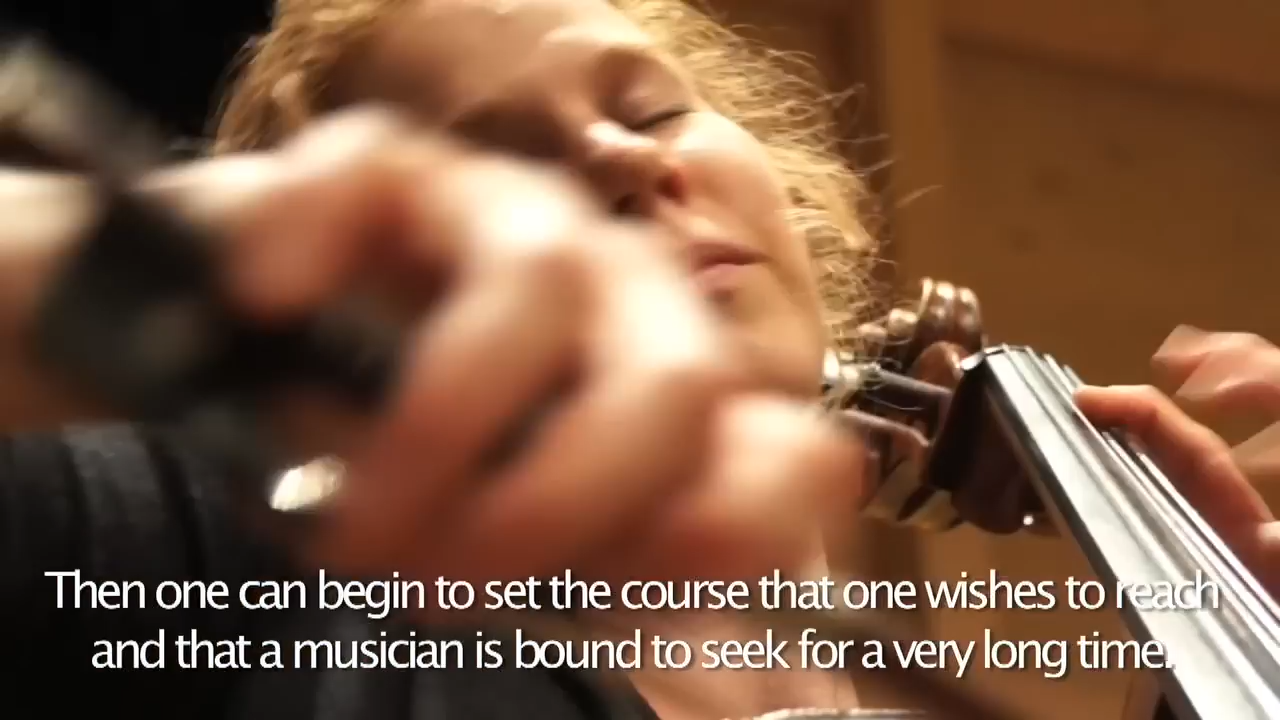 Then one can begin to set the course that one wishes to reach
and that a musician is bound to seek for a very long time.